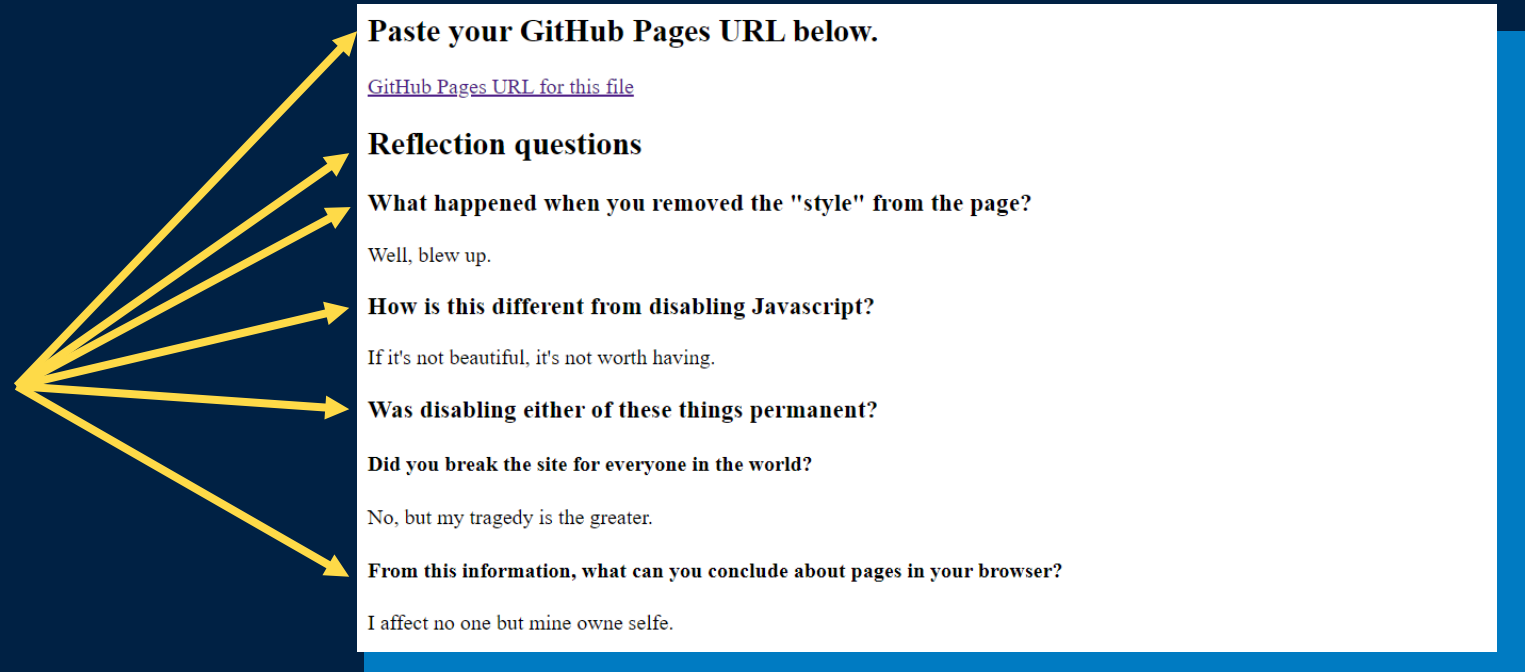 Paste your GitHub Pages URL below.
GitHub Pages URL for this file
Reflection questions
What happened when you removed the "style" from the page?
Well, blew up.
How is this different from disabling Javascript?
If it's not beautiful, it's not worth having.
Was disabling either of these things permanent?
Did you break the site for everyone in the world?
No, but my tragedy is the greater.
From this information, what can you conclude about pages in your browser?
I affect no one but mine owne selfe.